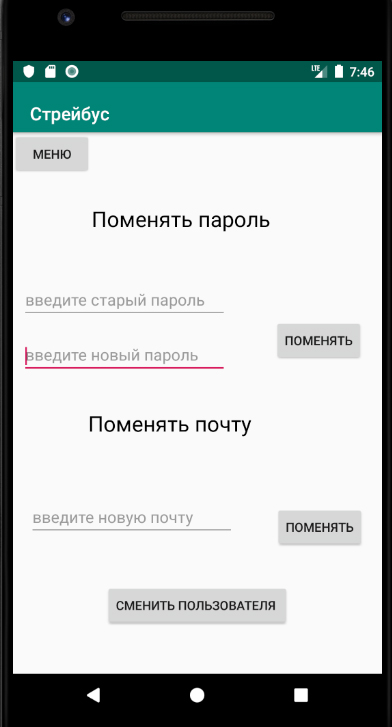 LTE 7:46
Стрейбус
МЕНЮ
Поменять пароль
введите старый пароль
ПОМЕНЯТЬ
введите новый пароль
Поменять почту
введите новую почту
ПОМЕНЯТЬ
СМЕНИТЬ ПОЛЬЗОВАТЕЛЯ